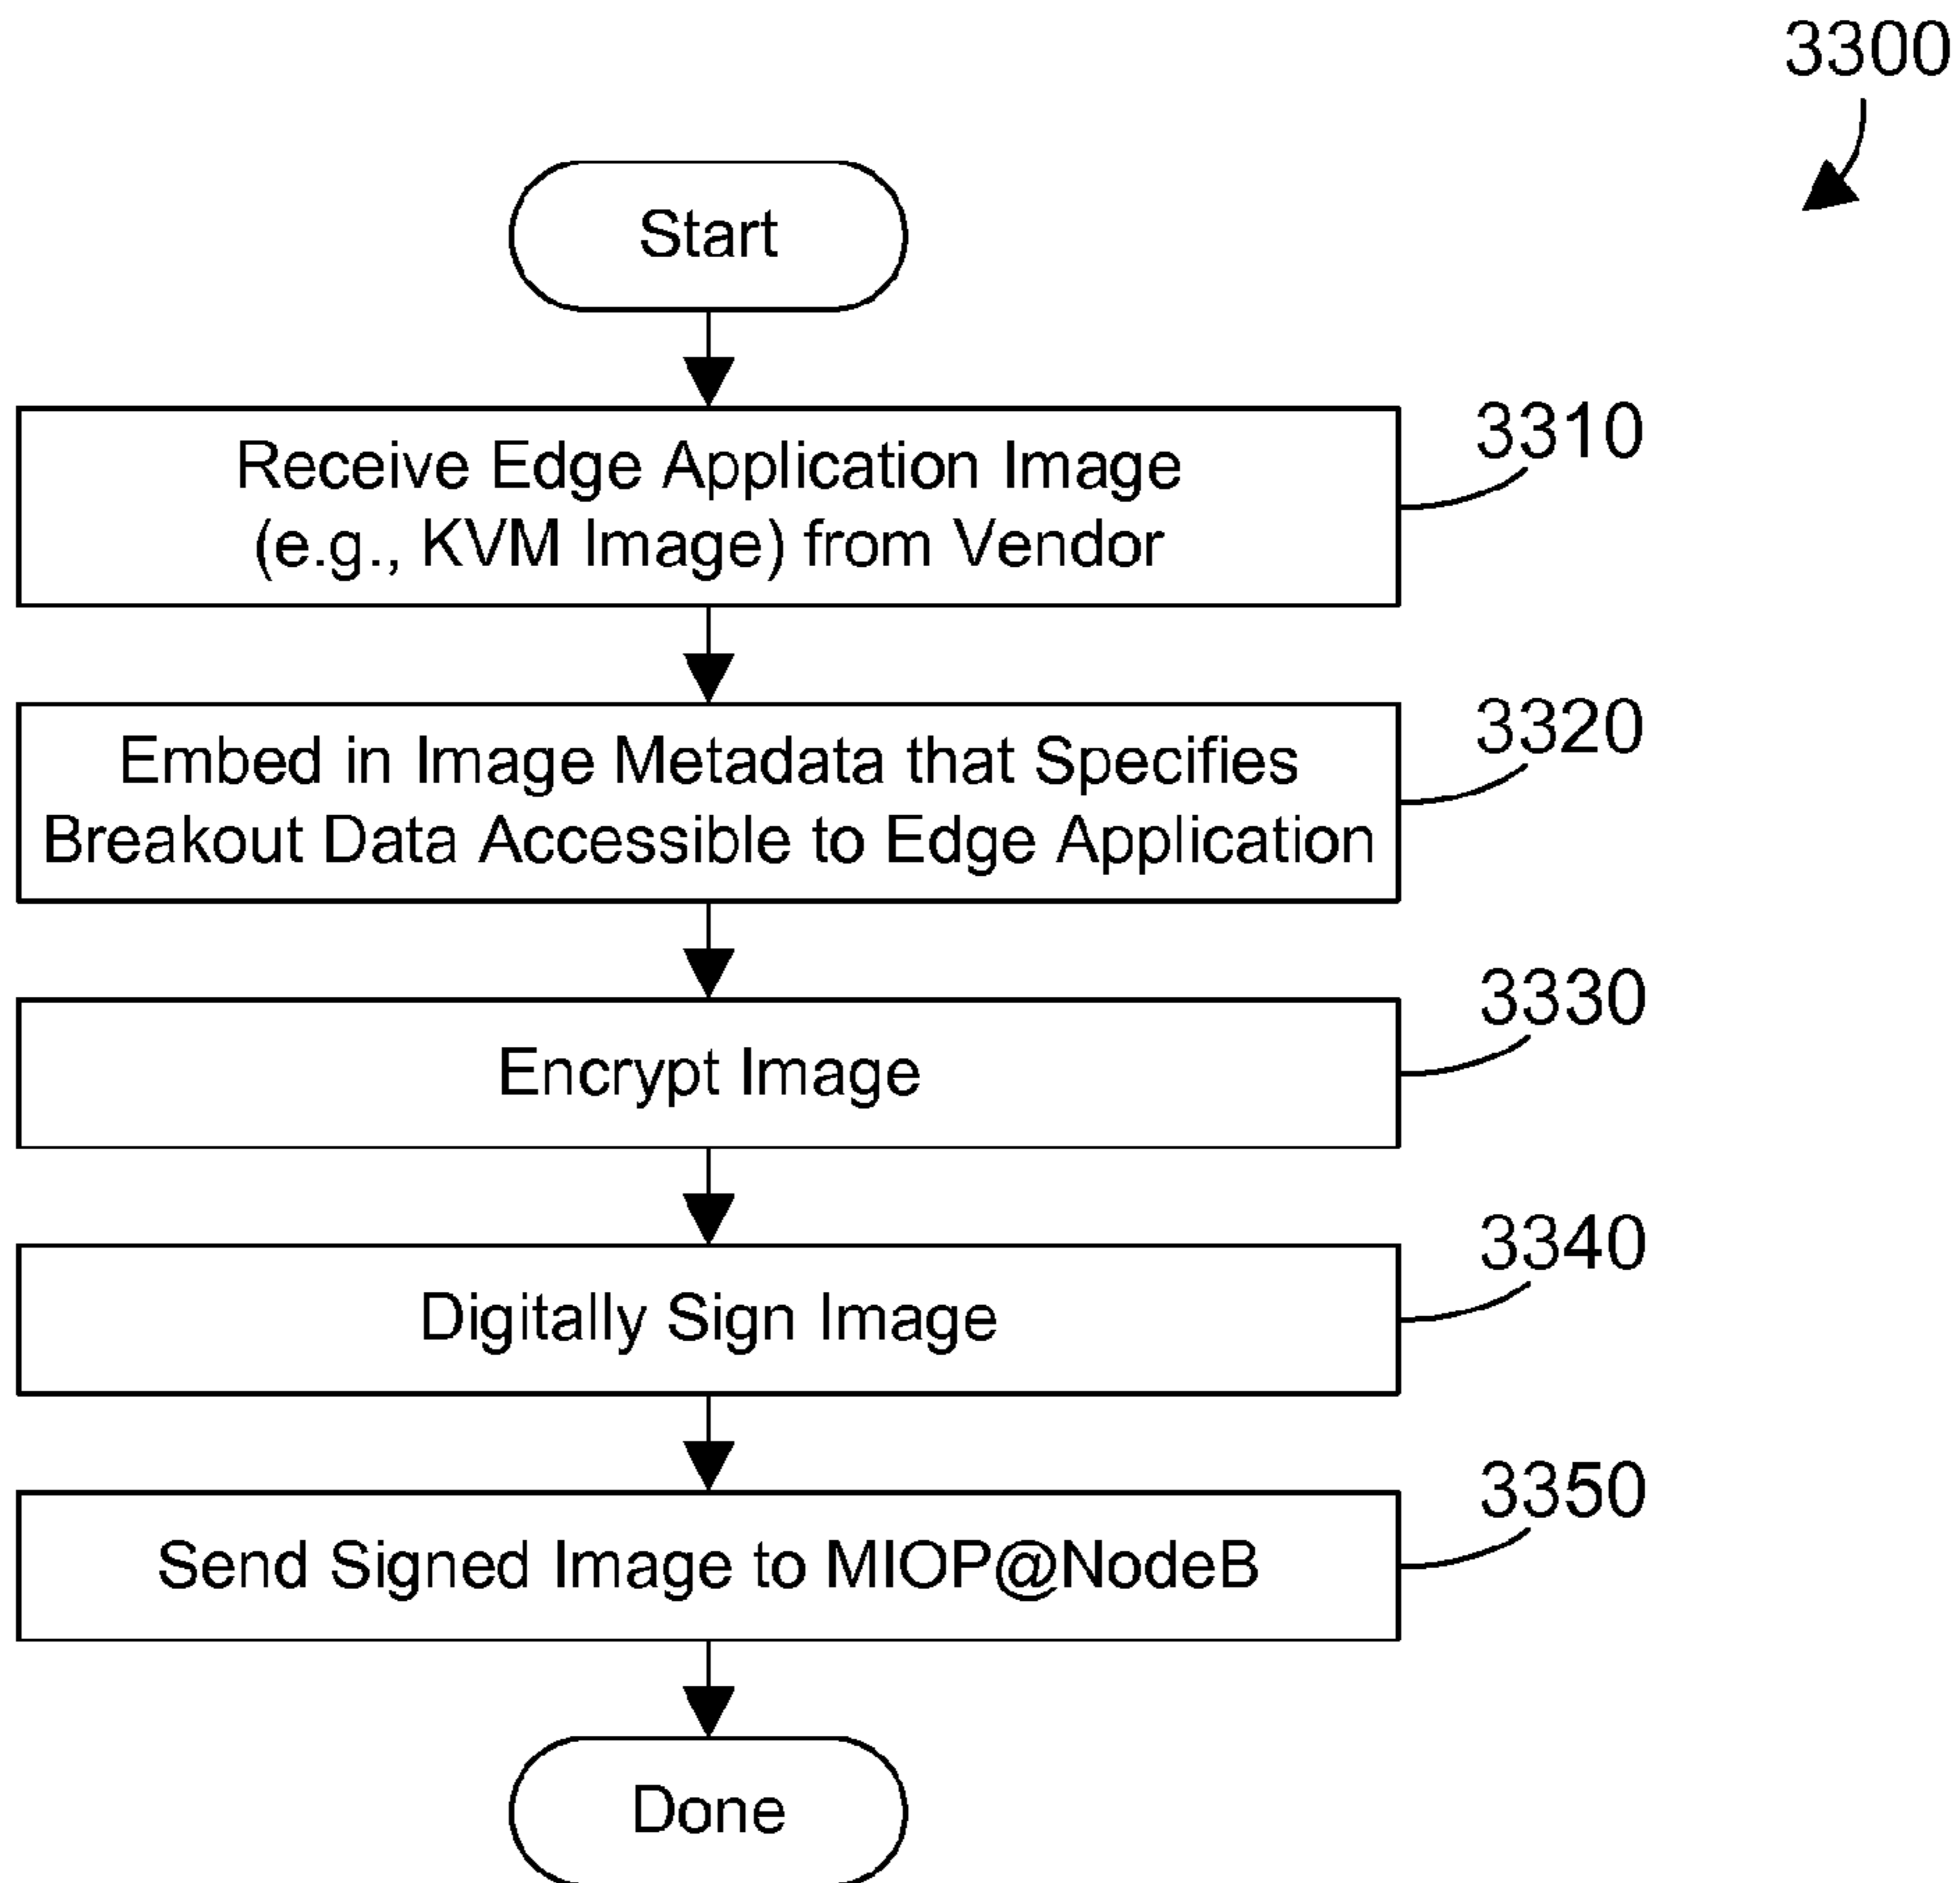 3300
Start
Receive Edge Application Image
(e.g., KVM Image) from Vendor
3310
Embed in Image Metadata that Specifies
Breakout Data Accessible to Edge Application
3320
Encrypt Image
3330
Digitally Sign Image
3340
Send Signed Image to MIOP@NodeB
3350
Done